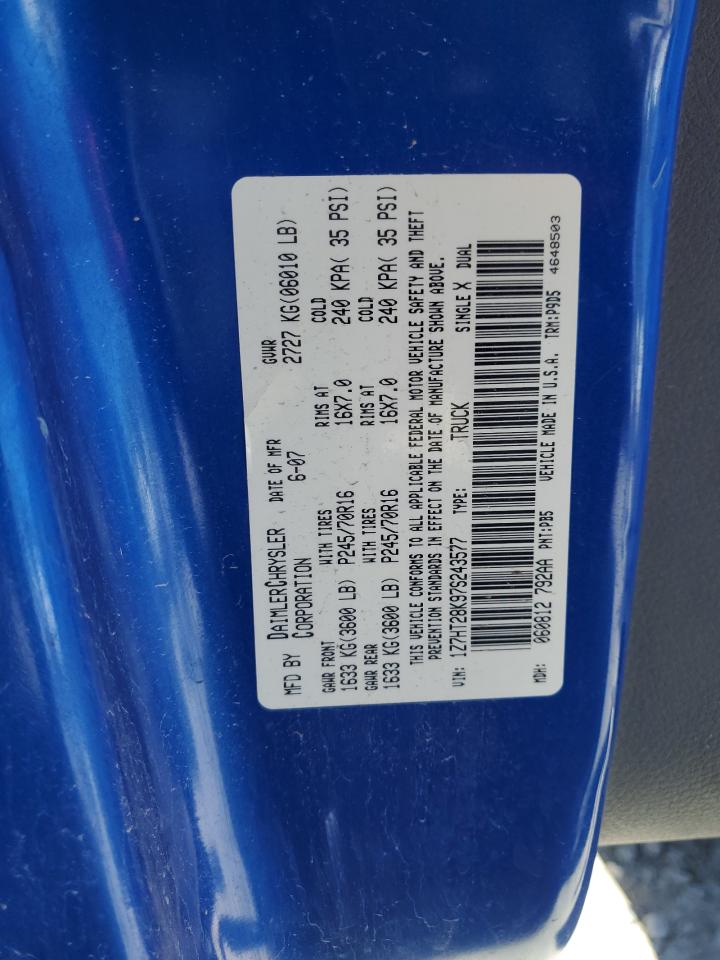 MFD BY DAIMLERCHRYSLER CORPORATION DATE OF MFR 6-07 GVWR 2727 KG(06010 LB)
GAWR FRONT WITH TIRES RIMS AT COLD
1633 KG(3600 LB) P245/70R16 16X7.0 240 KPA( 35 PSI)
GAWR REAR WITH TIRES RIMS AT COLD
1633 KG(3600 LB) P245/70R16 16X7.0 240 KPA( 35 PSI)
THIS VEHICLE CONFORMS TO ALL APPLICABLE FEDERAL MOTOR VEHICLE SAFETY AND THEFT
PREVENTION STANDARDS IN EFFECT ON THE DATE OF MANUFACTURE SHOWN ABOVE.
VIN: 1Z7HT28K97S243577 TYPE: TRUCK SINGLE X DUAL
MDH: 060812 792AA PNT:PB5 VEHICLE MADE IN U.S.A. TRM:P9D5 4648503